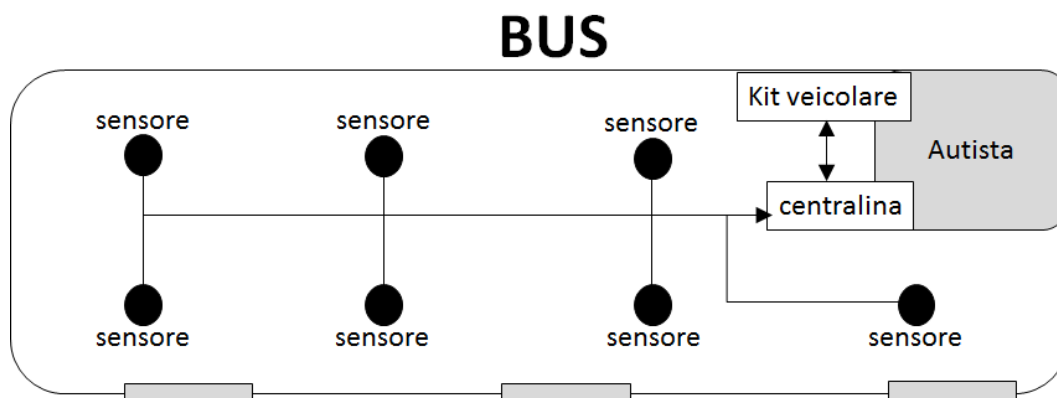 BUS
sensore
sensore
sensore
Kit veicolare
Autista
centralina
sensore
sensore
sensore
sensore